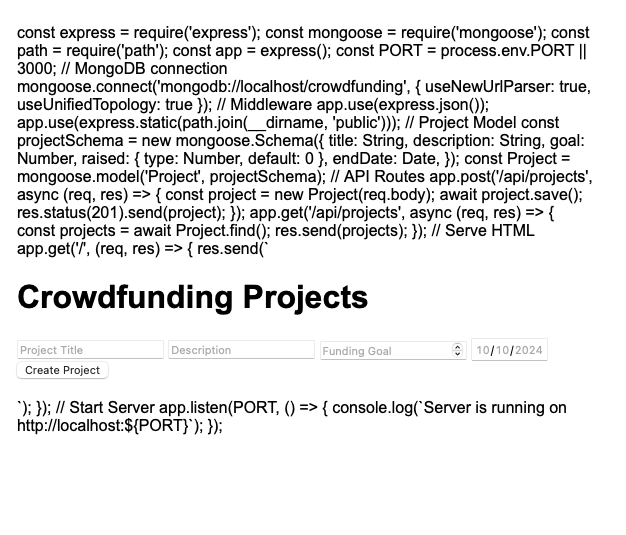 const express = require('express'); const mongoose = require('mongoose'); const
path = require('path'); const app = express(); const PORT = process.env.PORT ||
3000; // MongoDB connection
mongoose.connect('mongodb://localhost/crowdfunding', { useNewUrlParser: true,
useUnifiedTopology: true }); // Middleware app.use(express.json());
app.use(express.static(path.join(__dirname, 'public'))); // Project Model const
projectSchema = new mongoose.Schema({ title: String, description: String, goal:
Number, raised: { type: Number, default: 0 }, endDate: Date, }); const Project =
mongoose.model('Project', projectSchema); // API Routes app.post('/api/projects',
async (req, res) => { const project = new Project(req.body); await project.save();
res.status(201).send(project); }); app.get('/api/projects', async (req, res) => {
const projects = await Project.find(); res.send(projects); }); // Serve HTML
app.get('/', (req, res) => { res.send(`
Crowdfunding Projects
Project Title Description Funding Goal 10/10/2024
Create Project
`); }); // Start Server app.listen(PORT, () => { console.log(`Server is running on
http://localhost:${PORT}`); });